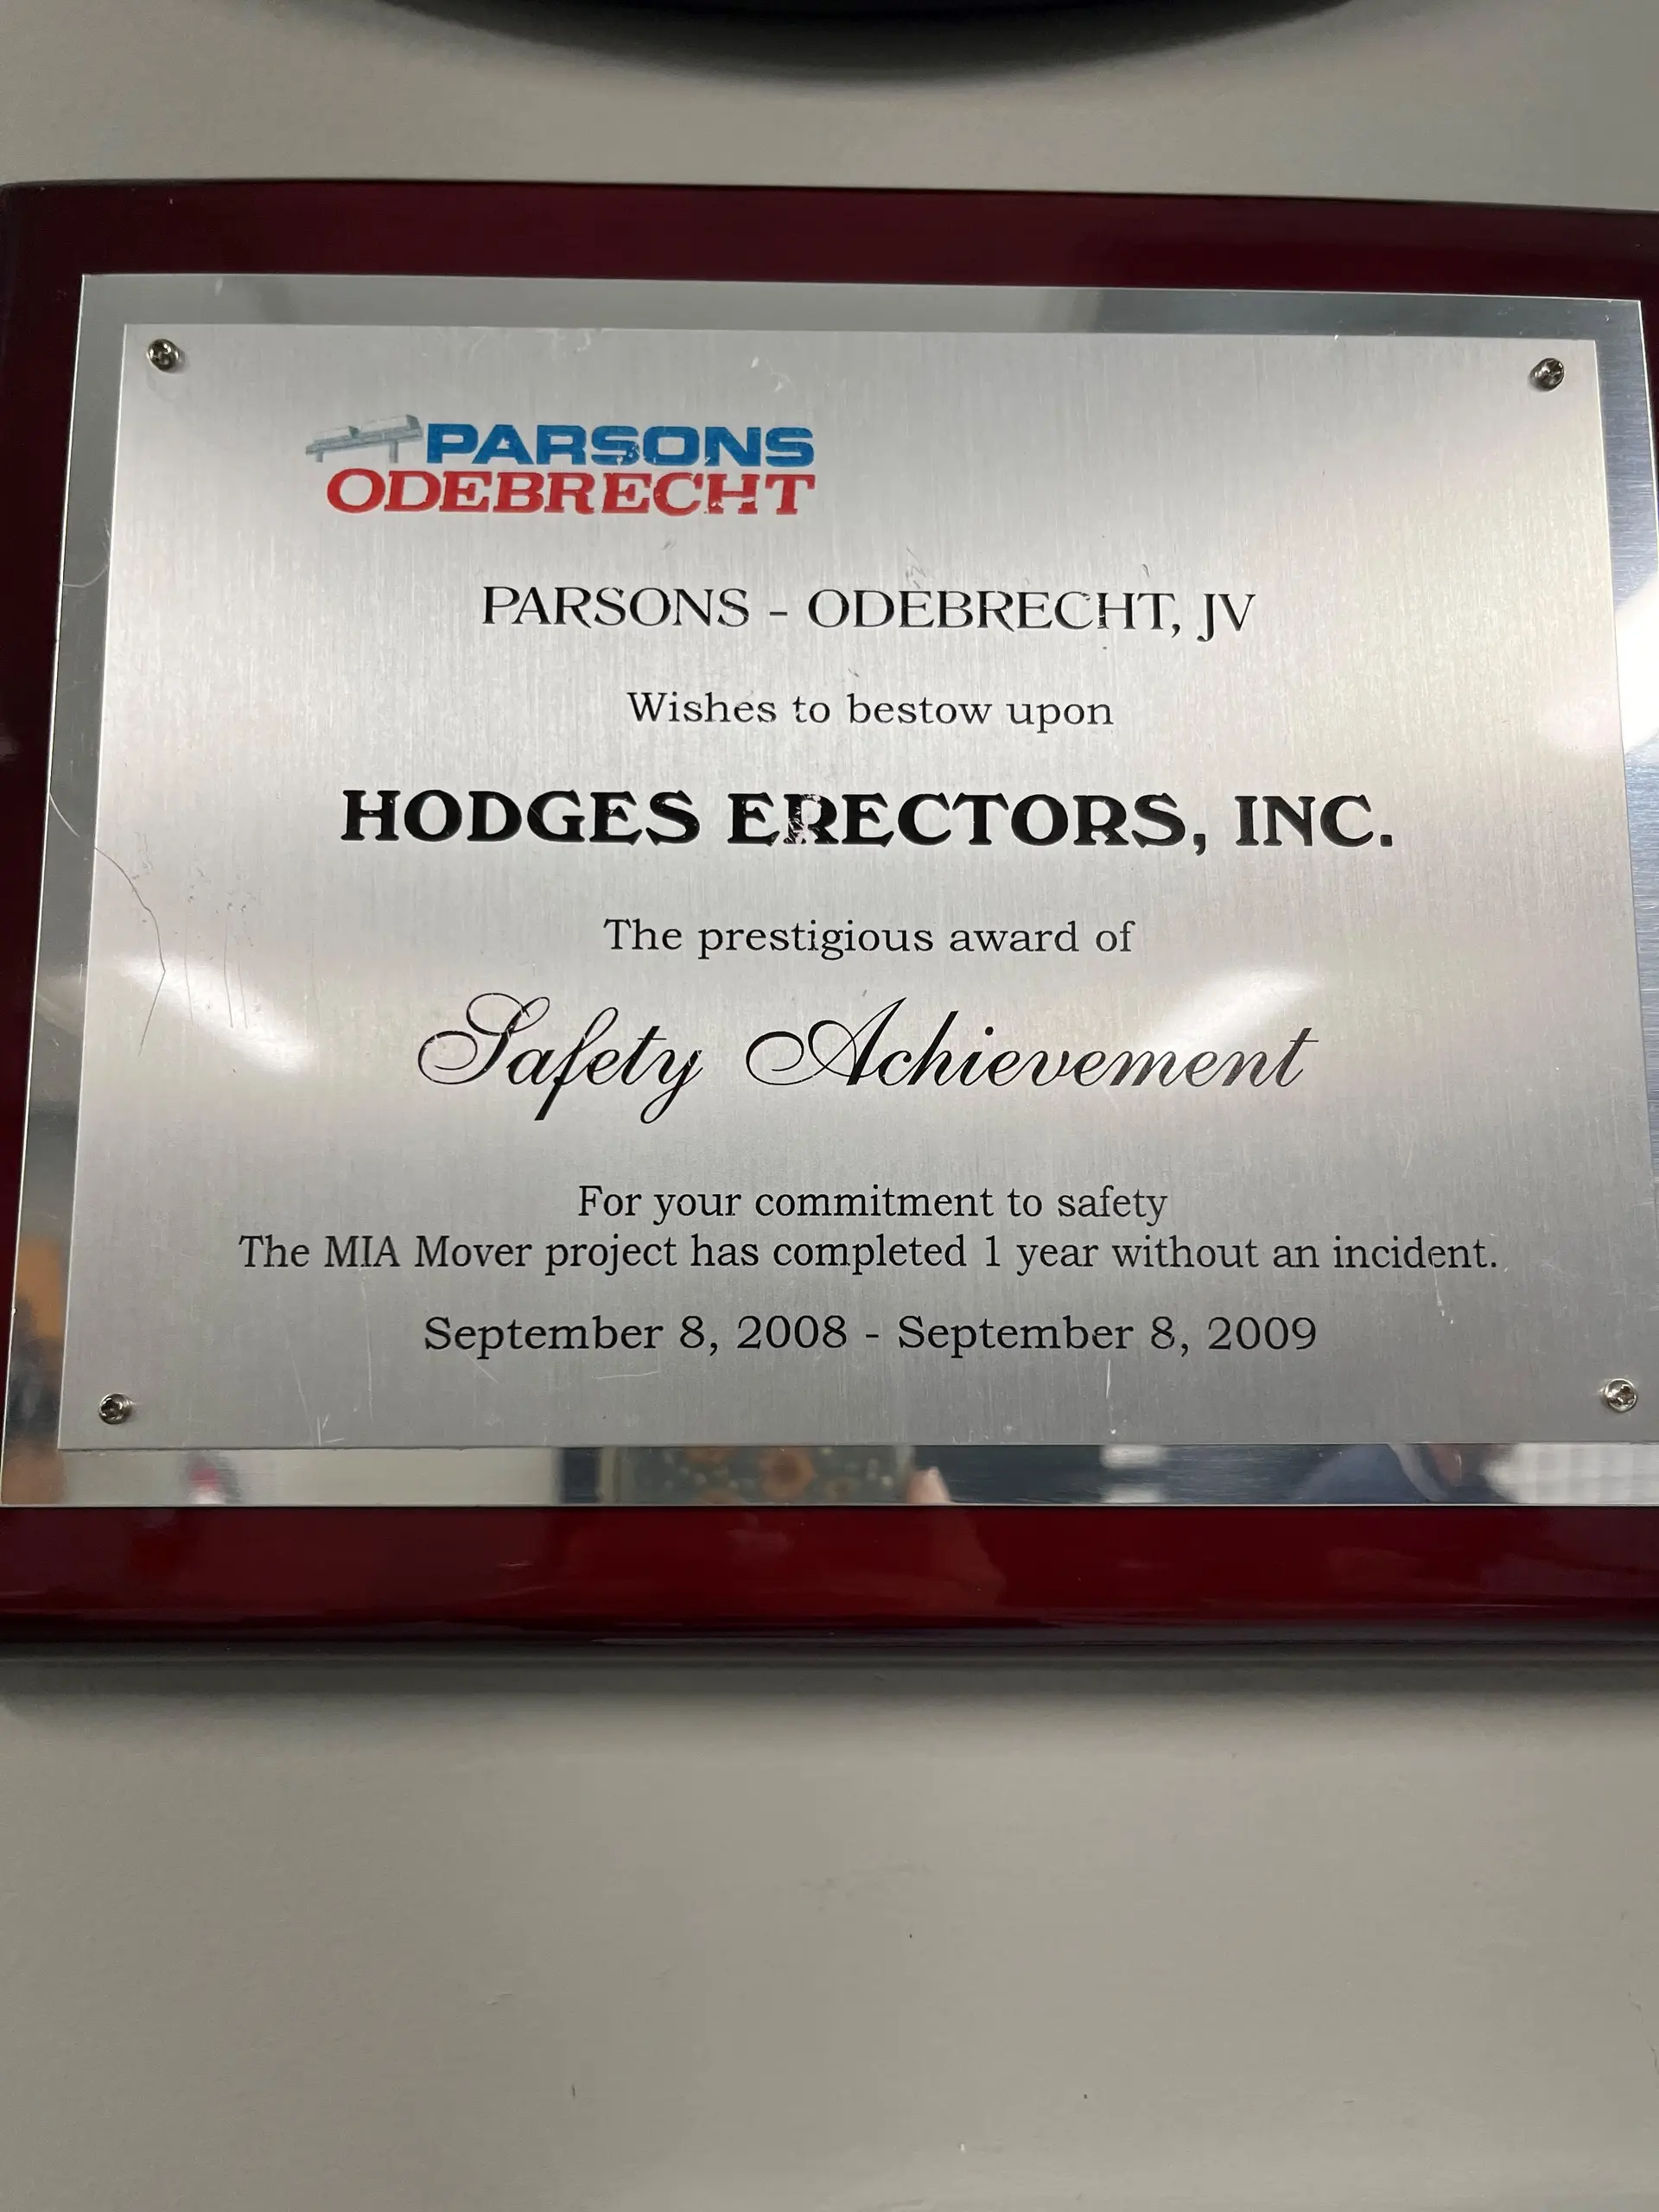 PARSONS
ODEBRECHT
PARSONS - ODEBRECHT, JV
Wishes to bestow upon
HODGES ERECTORS, INC.
The prestigious award of
Safety Achievement
For your commitment to safety
The MIA Mover project has completed 1 year without an incident.
September 8, 2008 - September 8, 2009